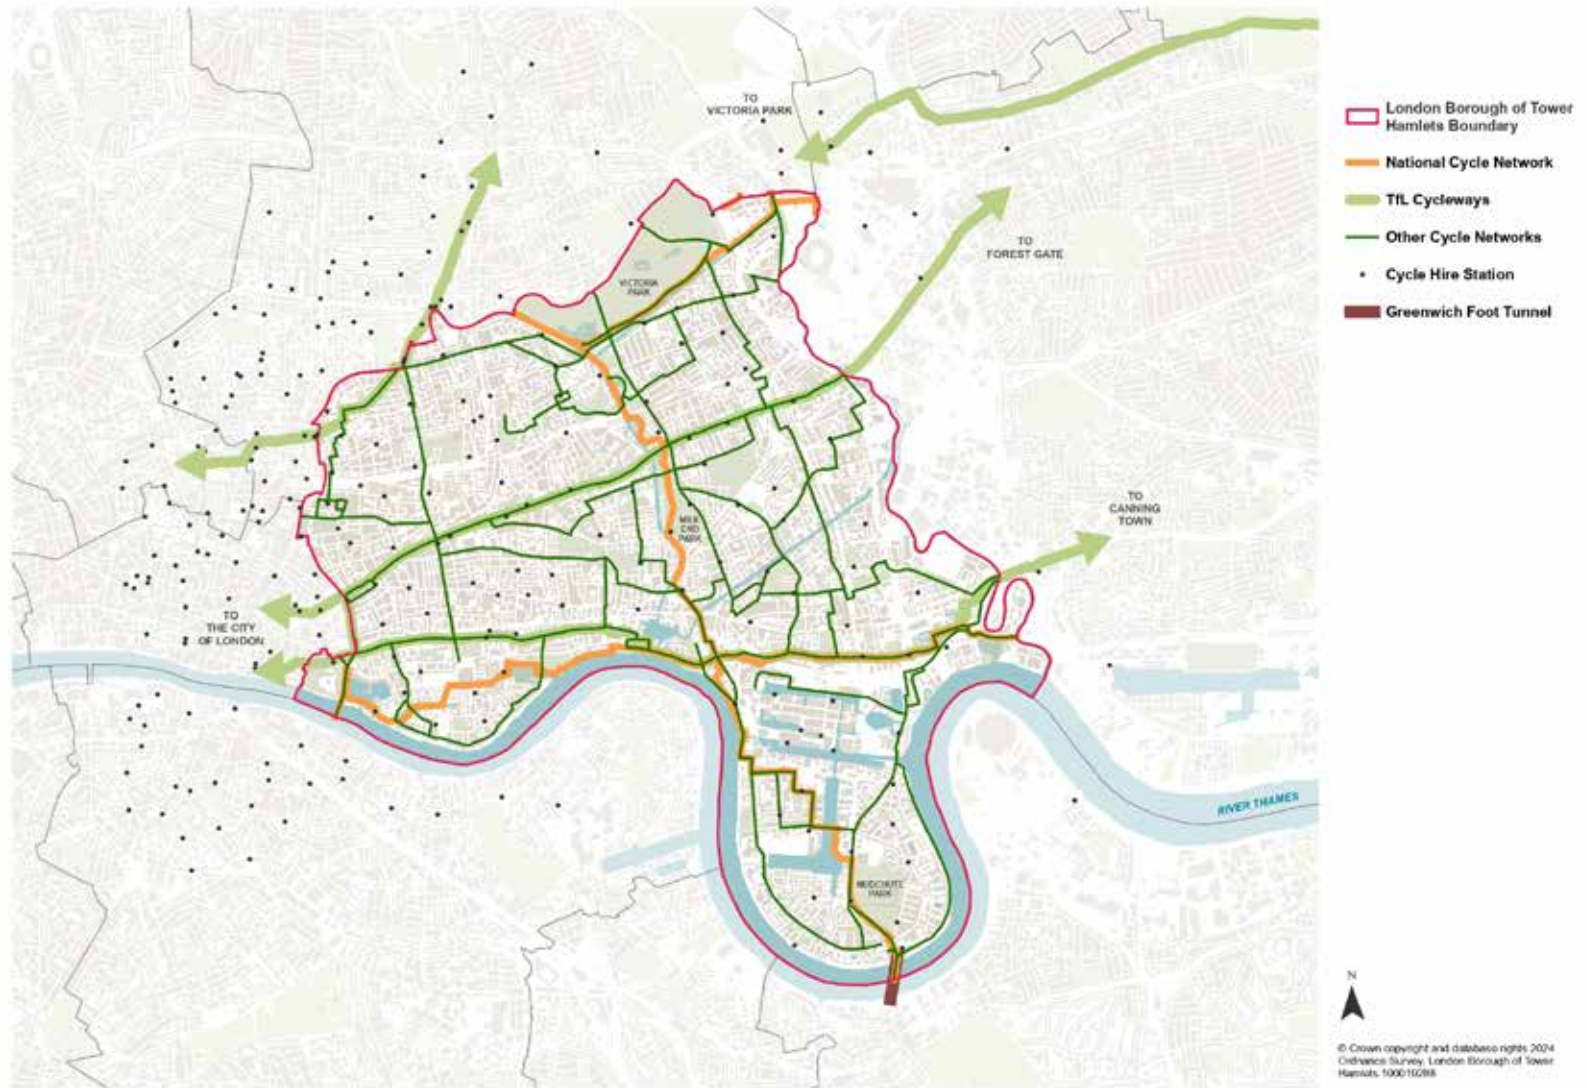 TO
VICTORIA PARK
TO
FOREST GATE
VICTORIA
PARK
TO
CANNING
TOWN
MILE
END
PARK
TO
THE CITY
OF LONDON
RIVER THAMES
MUDCHUTE
PARK
London Borough of Tower
Hamlets Boundary
National Cycle Network
TfL Cycleways
Other Cycle Networks
Cycle Hire Station
Greenwich Foot Tunnel
N
© Crown copyright and database rights 2024
Ordnance Survey, London Borough of Tower
Hamlets